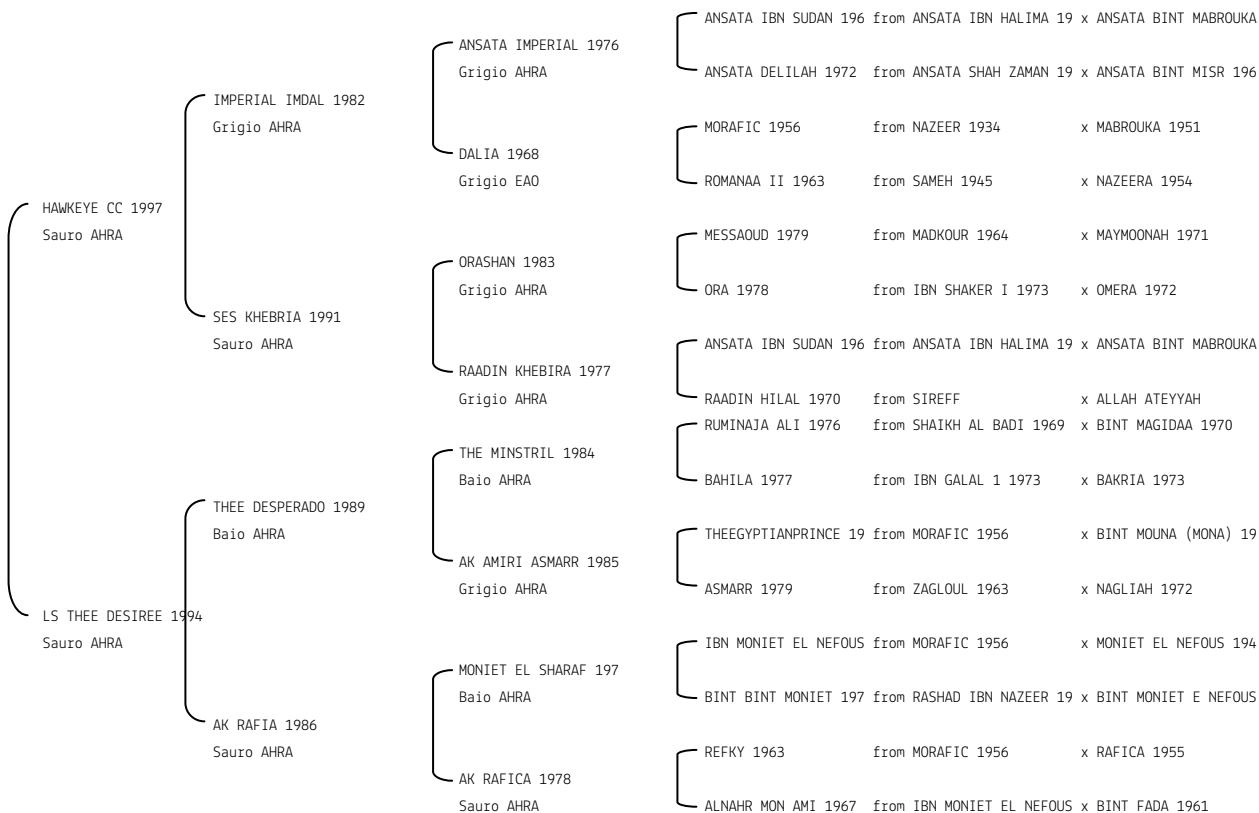 ANSATA IBN SUDAN 196 from ANSATA IBN HALIMA 19 x ANSATA BINT MABROUKA
ANSATA IMPERIAL 1976
Grigio AHRA
ANSATA DELILAH 1972 from ANSATA SHAH ZAMAN 19 x ANSATA BINT MISR 196
IMPERIAL IMDAL 1982
Grigio AHRA
MORAFIC 1956 from NAZEER 1934 x MABROUKA 1951
DALIA 1968
Grigio EAO
ROMANAA II 1963 from SAMEH 1945 x NAZEERA 1954
HAWKEYE CC 1997
Sauro AHRA
MESSAOUD 1979 from MADKOUR 1964 x MAYMOONAH 1971
ORASHAN 1983
Grigio AHRA
ORA 1978 from IBN SHAKER I 1973 x OMERA 1972
SES KHEBRIA 1991
Sauro AHRA
ANSATA IBN SUDAN 196 from ANSATA IBN HALIMA 19 x ANSATA BINT MABROUKA
RAADIN KHEBIRA 1977
Grigio AHRA
RAADIN HILAL 1970 from SIREFF x ALLAH ATEYYAH
RUMINAJA ALI 1976 from SHAIKH AL BADI 1969 x BINT MAGIDAA 1970
THE MINSTRIL 1984
Baio AHRA
BAHILA 1977 from IBN GALAL 1 1973 x BAKRIA 1973
THEE DESPERADO 1989
Baio AHRA
THEEGYPTIANPRINCE 19 from MORAFIC 1956 x BINT MOUNA (MONA) 19
AK AMIRI ASMARR 1985
Grigio AHRA
ASMARR 1979 from ZAGLOUL 1963 x NAGLIAH 1972
LS THEE DESIREE 1994
Sauro AHRA
IBN MONIET EL NEFOUS from MORAFIC 1956 x MONIET EL NEFOUS 194
MONIET EL SHARAF 197
Baio AHRA
BINT BINT MONIET 197 from RASHAD IBN NAZEER 19 x BINT MONIET E NEFOUS
AK RAFIA 1986
Sauro AHRA
REFKY 1963 from MORAFIC 1956 x RAFICA 1955
AK RAFICA 1978
Sauro AHRA
ALNAHR MON AMI 1967 from IBN MONIET EL NEFOUS x BINT FADA 1961